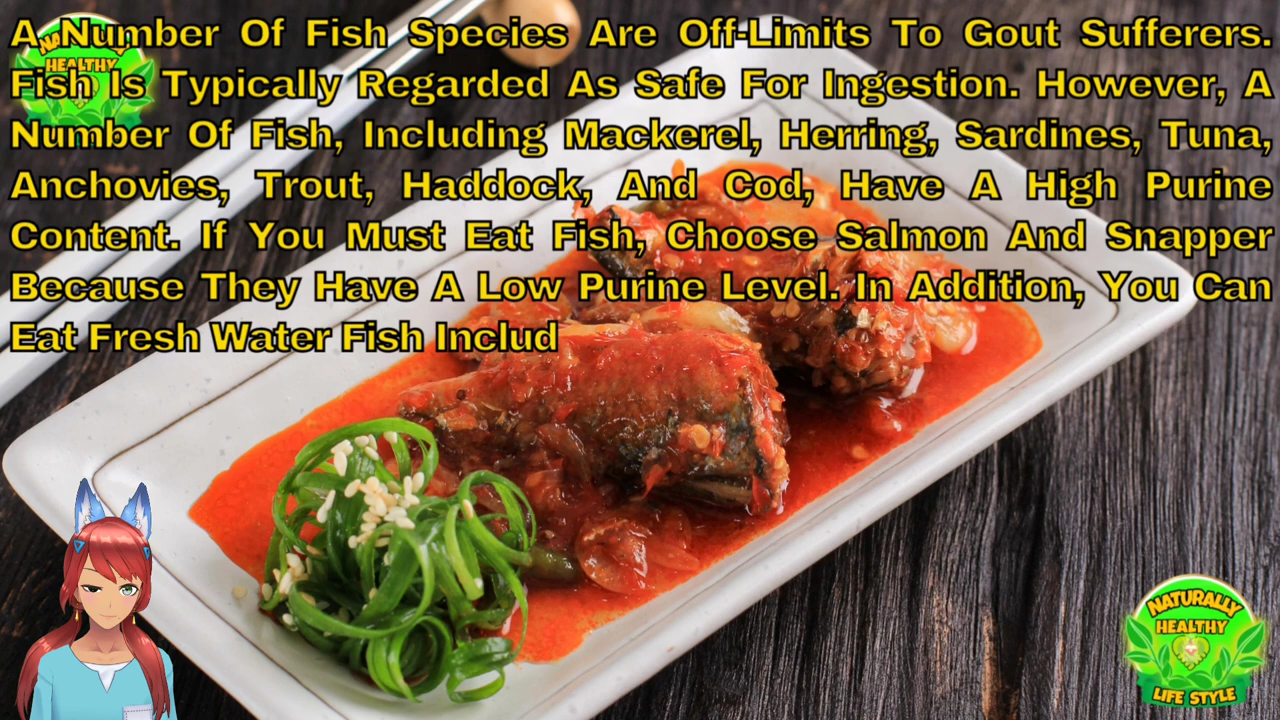 A Number Of Fish Species Are Off-Limits To Gout Sufferers.
Fish Is Typically Regarded As Safe For Ingestion. However, A
Number Of Fish, Including Mackerel, Herring, Sardines, Tuna,
Anchovies, Trout, Haddock, And Cod, Have A High Purine
Content. If You Must Eat Fish, Choose Salmon And Snapper
Because They Have A Low Purine Level. In Addition, You Can
Eat Fresh Water Fish Includ
NATURALLY
HEALTHY
NATURALLY
HEALTHY
LIFE STYLE